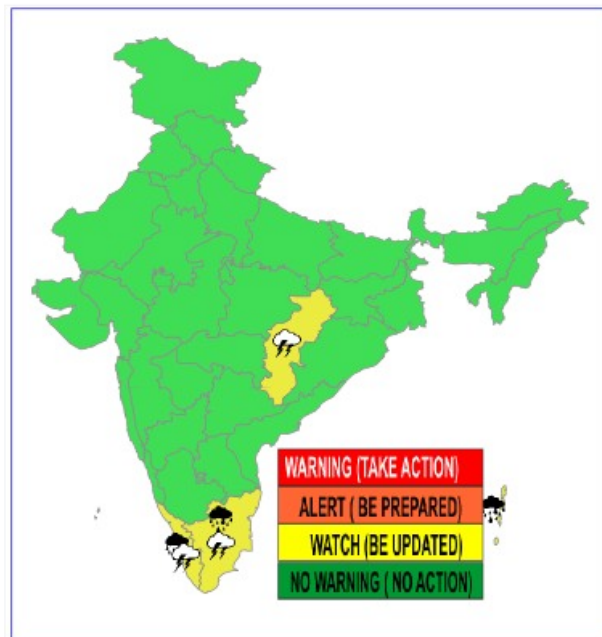 WARNING (TAKE ACTION)
ALERT ( BE PREPARED)
WATCH (BE UPDATED)
NO WARNING ( NO ACTION)